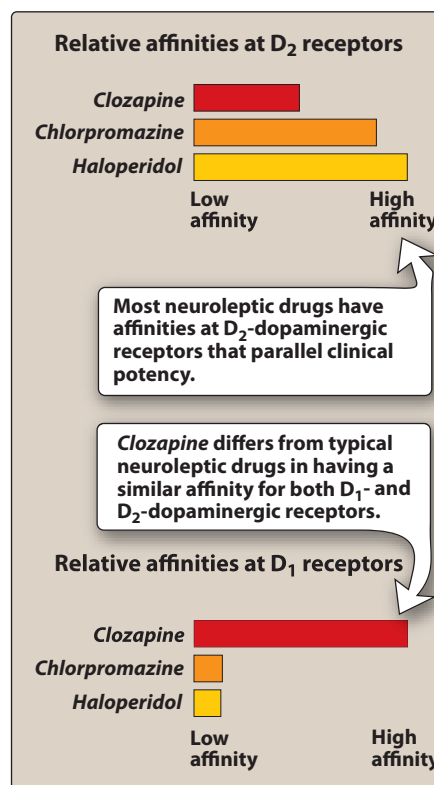 Relative affinities at D2 receptors
Clozapine
Chlorpromazine
Haloperidol
Low affinity
High affinity
Most neuroleptic drugs have
affinities at D2-dopaminergic
receptors that parallel clinical
potency.
Clozapine differs from typical
neuroleptic drugs in having a
similar affinity for both D1- and
D2-dopaminergic receptors.
Relative affinities at D1 receptors
Clozapine
Chlorpromazine
Haloperidol
Low affinity
High affinity